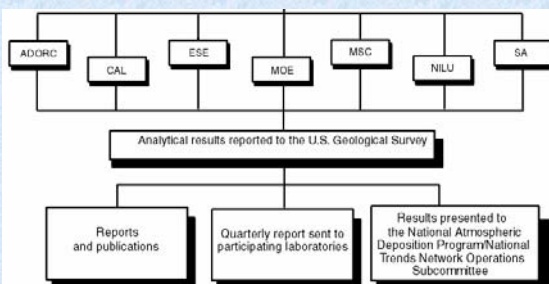 ADORC
CAL
ESE
MOE
MSC
NILU
SA
Analytical results reported to the U.S. Geological Survey
Reports
and publications
Quarterly report sent to
participating laboratories
Results presented to
the National Atmospheric
Deposition Program/National
Trends Network Operations
Subcommittee